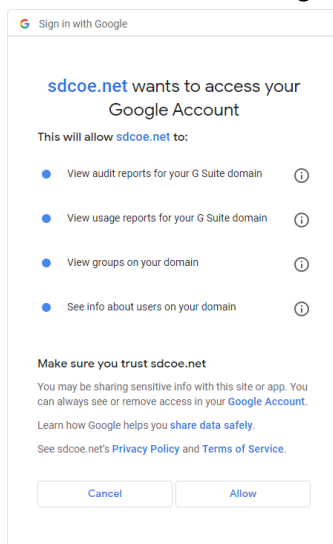 Sign in with Google
sdcoe.net wants to access your
Google Account
This will allow sdcoe.net to:
View audit reports for your G Suite domain
View usage reports for your G Suite domain
View groups on your domain
See info about users on your domain
Make sure you trust sdcoe.net
You may be sharing sensitive info with this site or app. You
can always see or remove access in your Google Account.
Learn how Google helps you share data safely.
See sdcoe.net's Privacy Policy and Terms of Service.
Cancel
Allow